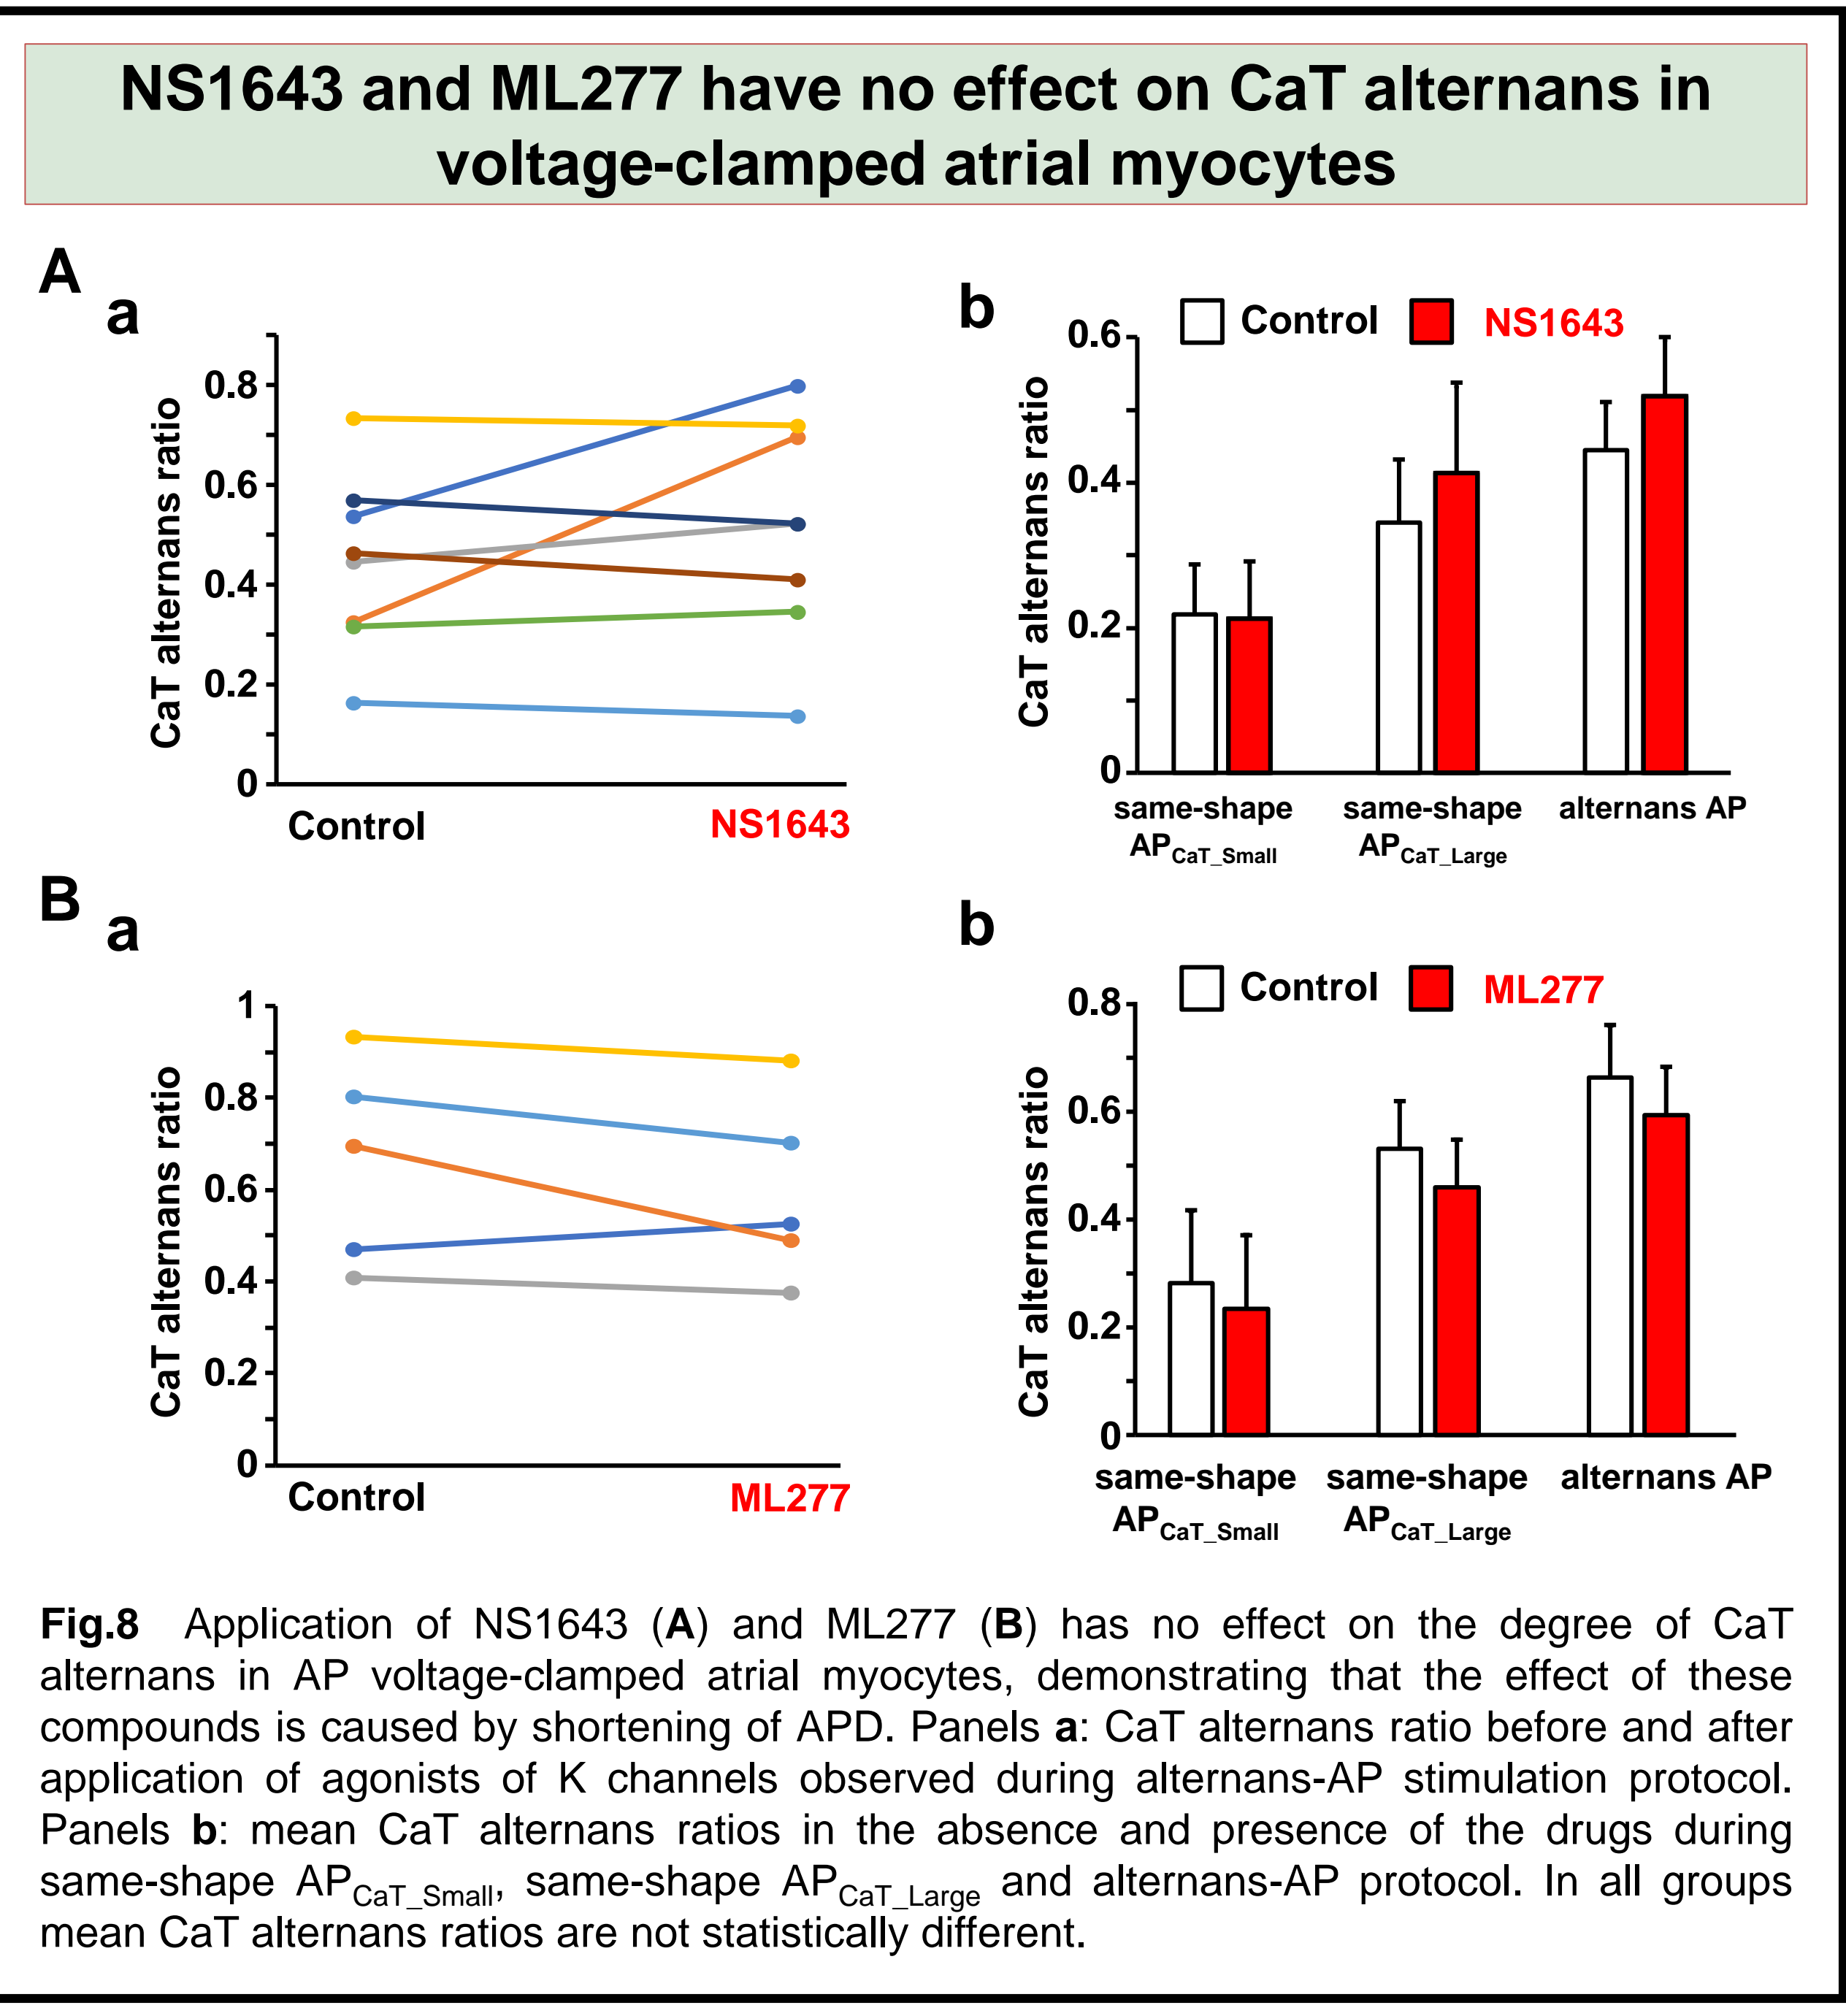 NS1643 and ML277 have no effect on CaT alternans in
voltage-clamped atrial myocytes
A
a
CaT alternans ratio
0.8
0.6
0.4
0.2
0
Control
NS1643
b
Control
NS1643
CaT alternans ratio
0.6
0.4
0.2
0
same-shape
APCaT_Small
same-shape
APCaT_Large
alternans AP
B
a
CaT alternans ratio
1
0.8
0.6
0.4
0.2
0
Control
ML277
b
Control
ML277
CaT alternans ratio
0.8
0.6
0.4
0.2
0
same-shape
APCaT_Small
same-shape
APCaT_Large
alternans AP
Fig.8 Application of NS1643 (A) and ML277 (B) has no effect on the degree of CaT
alternans in AP voltage-clamped atrial myocytes, demonstrating that the effect of these
compounds is caused by shortening of APD. Panels a: CaT alternans ratio before and after
application of agonists of K channels observed during alternans-AP stimulation protocol.
Panels b: mean CaT alternans ratios in the absence and presence of the drugs during
same-shape APCaT_Small, same-shape APCaT_Large and alternans-AP protocol. In all groups
mean CaT alternans ratios are not statistically different.